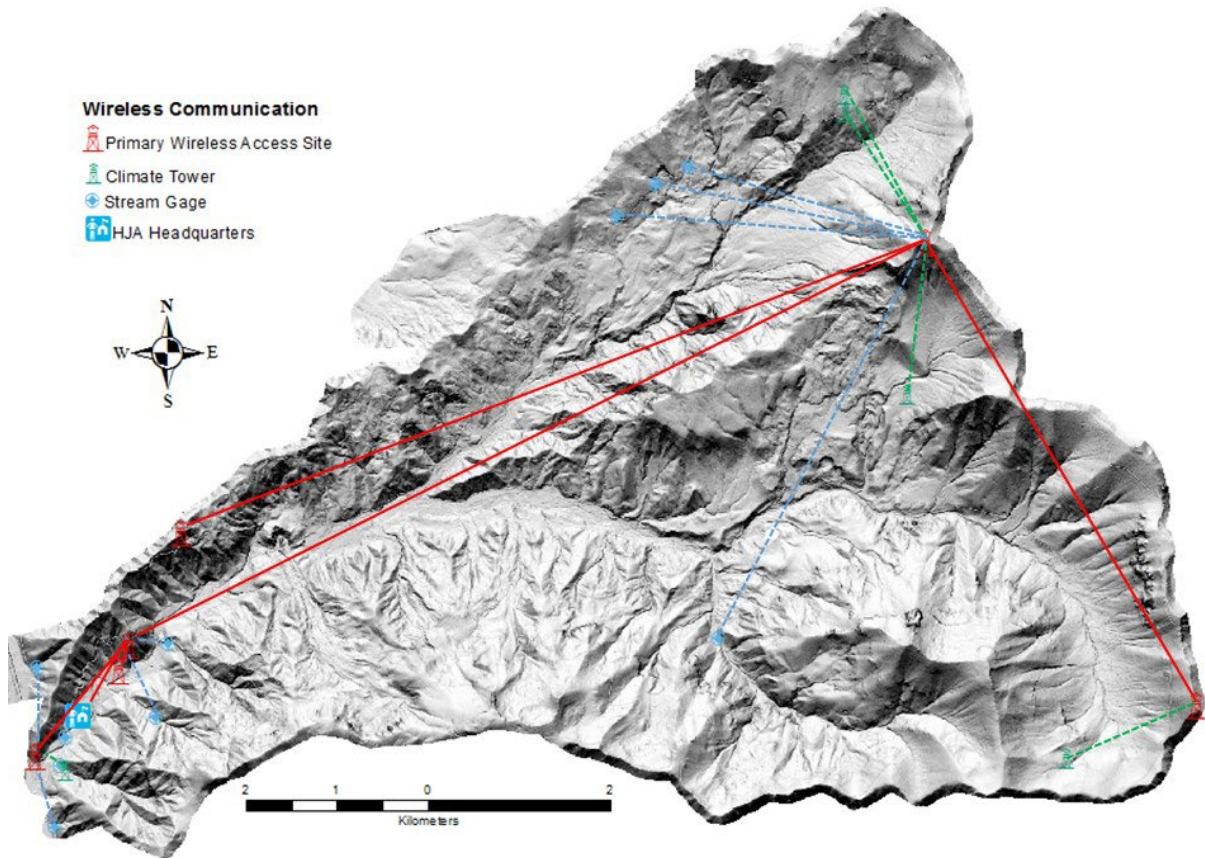 Wireless Communication
Primary Wireless Access Site
Climate Tower
Stream Gage
HJA Headquarters
N
W E
S
2 1 0 2
Kilometers